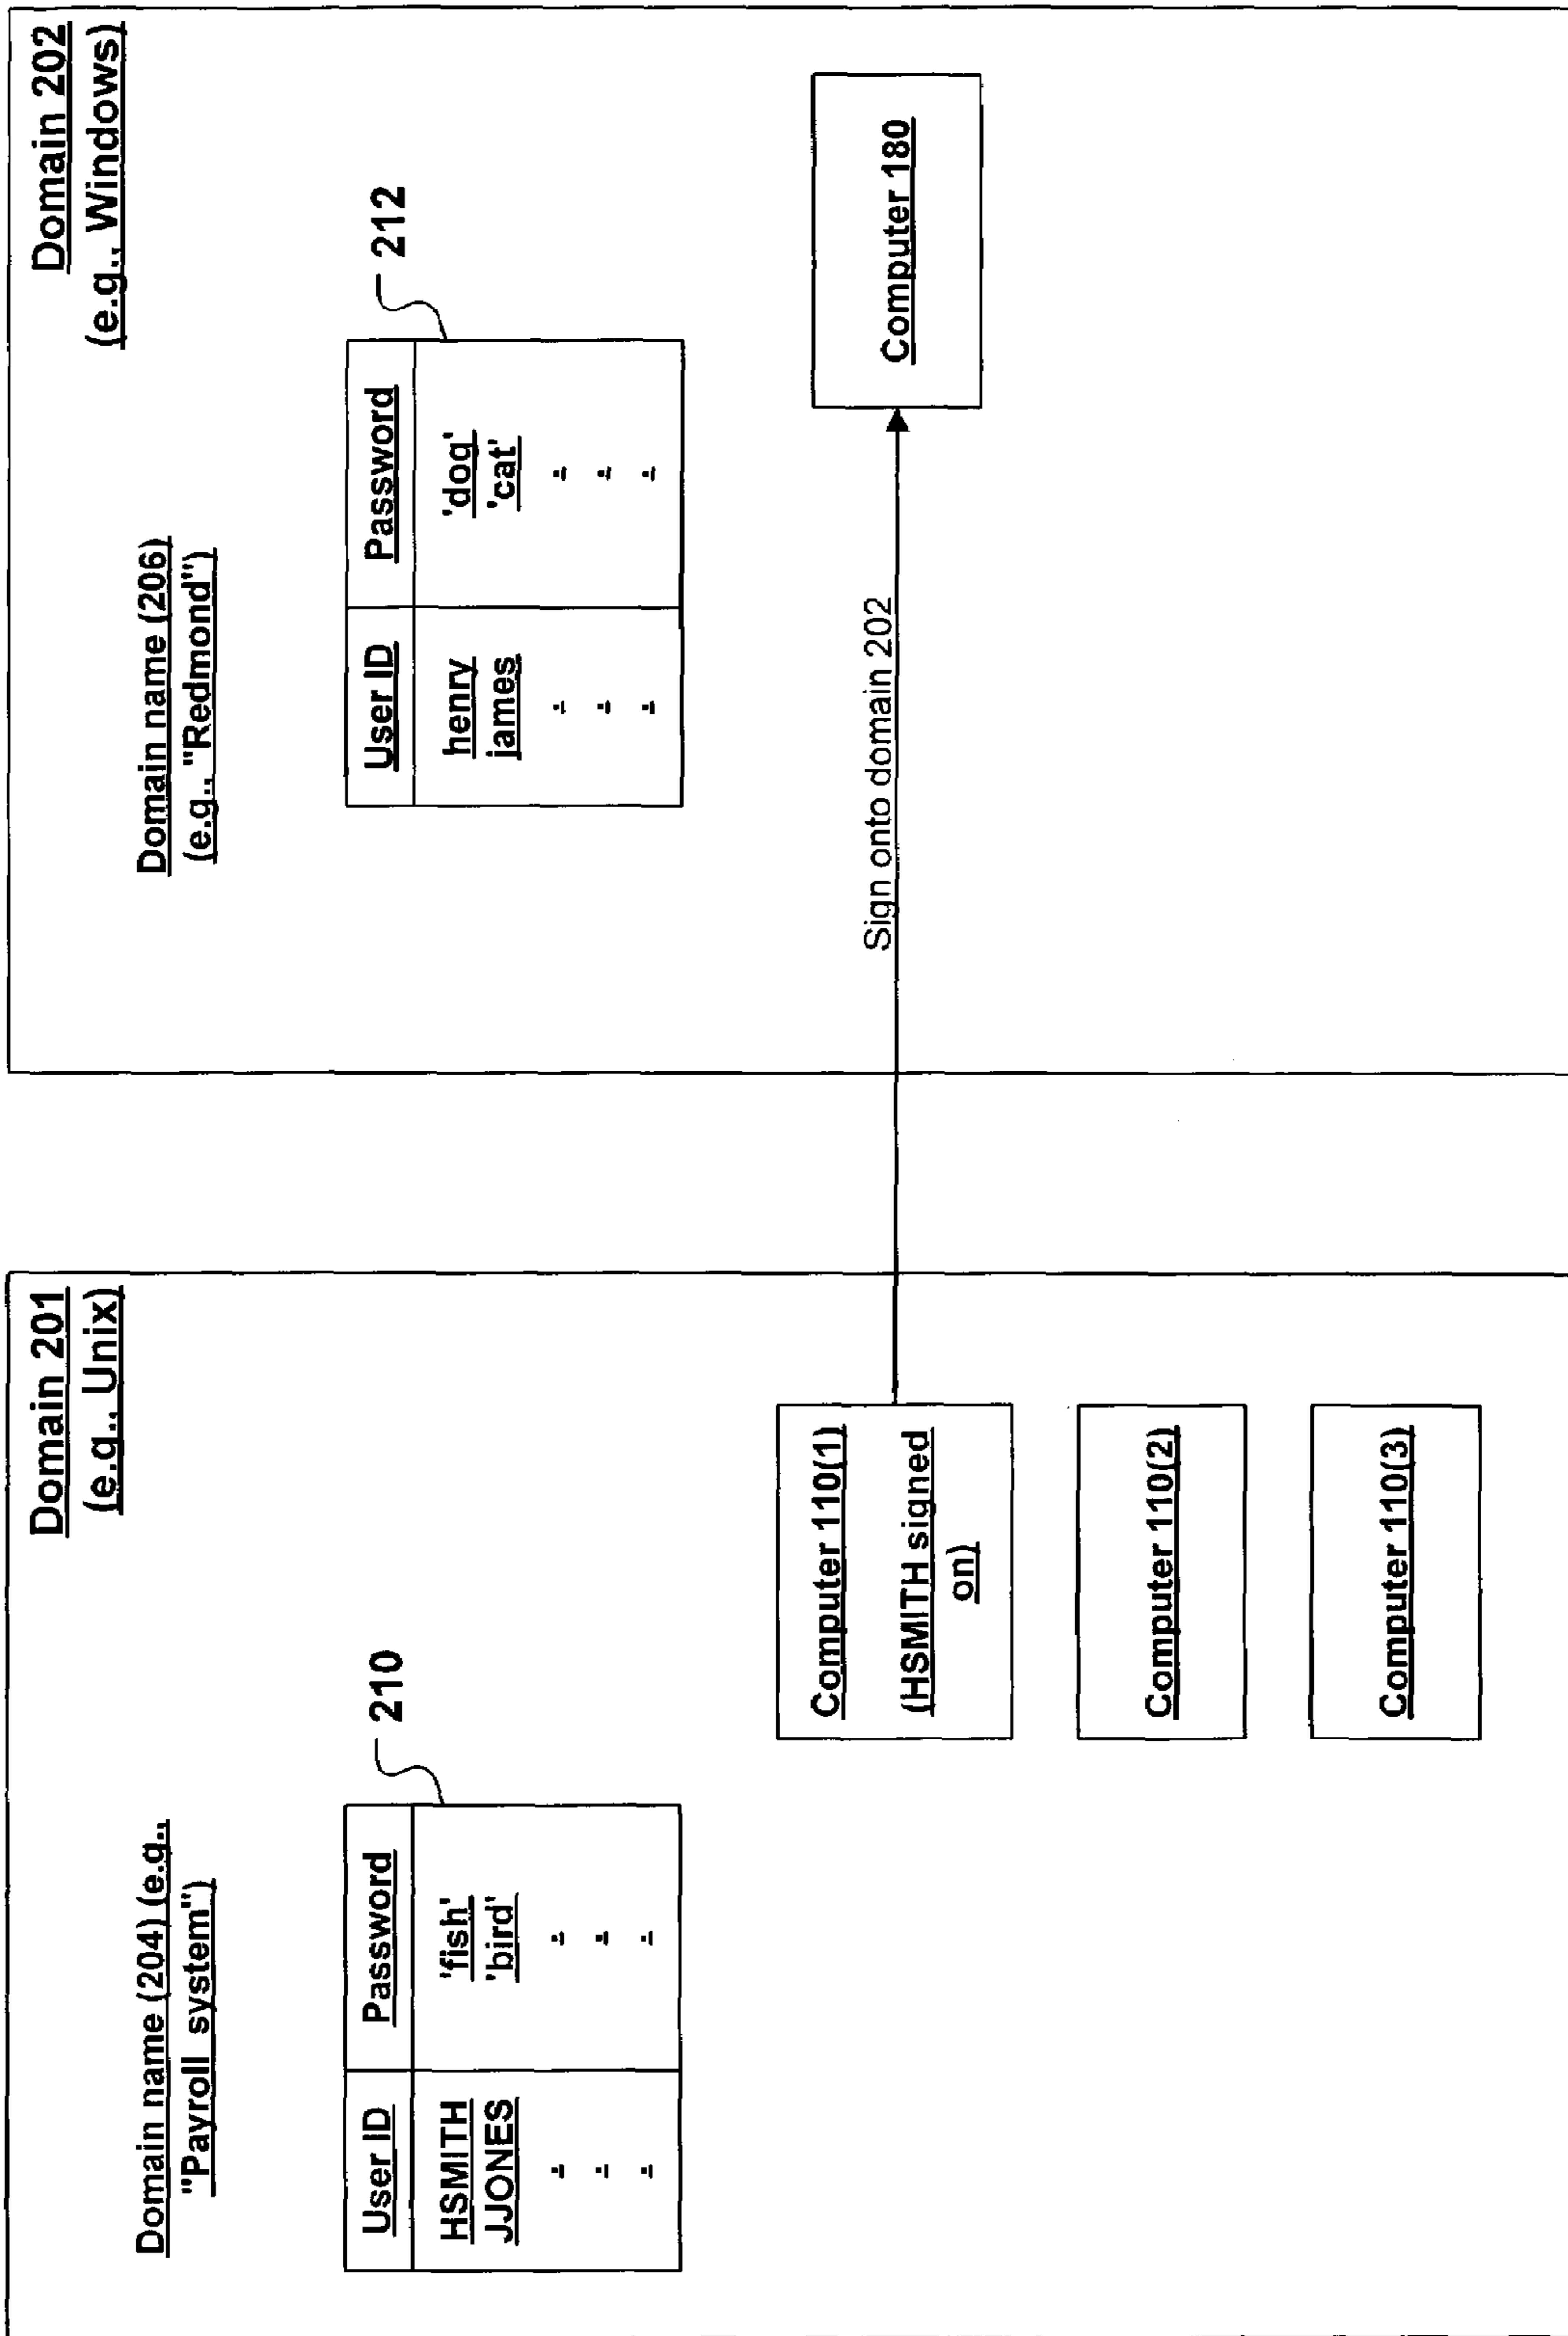 Domain 201
(e.g., Unix)
Domain name (204) (e.g.,
"Payroll system")
210
User ID
Password
HSMITH
'fish'
JJONES
'bird'
.
.
.
.
.
.
Computer 110(1)
(HSMITH signed
on)
Computer 110(2)
Computer 110(3)
Sign onto domain 202
Domain 202
(e.g., Windows)
Domain name (206)
(e.g., "Redmond")
212
User ID
Password
henry
'dog'
james
'cat'
.
.
.
.
.
.
Computer 180